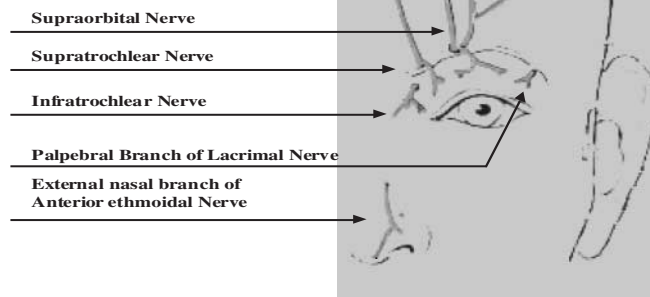 Supraorbital Nerve
Supratrochlear Nerve
Infratrochlear Nerve
Palpebral Branch of Lacrimal Nerve
External nasal branch of
Anterior ethmoidal Nerve